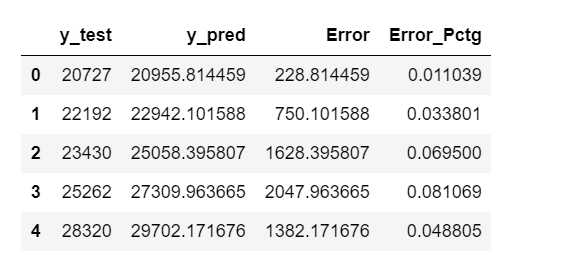 y_test y_pred Error Error_Pctg
0 20727 20955.814459 228.814459 0.011039
1 22192 22942.101588 750.101588 0.033801
2 23430 25058.395807 1628.395807 0.069500
3 25262 27309.963665 2047.963665 0.081069
4 28320 29702.171676 1382.171676 0.048805